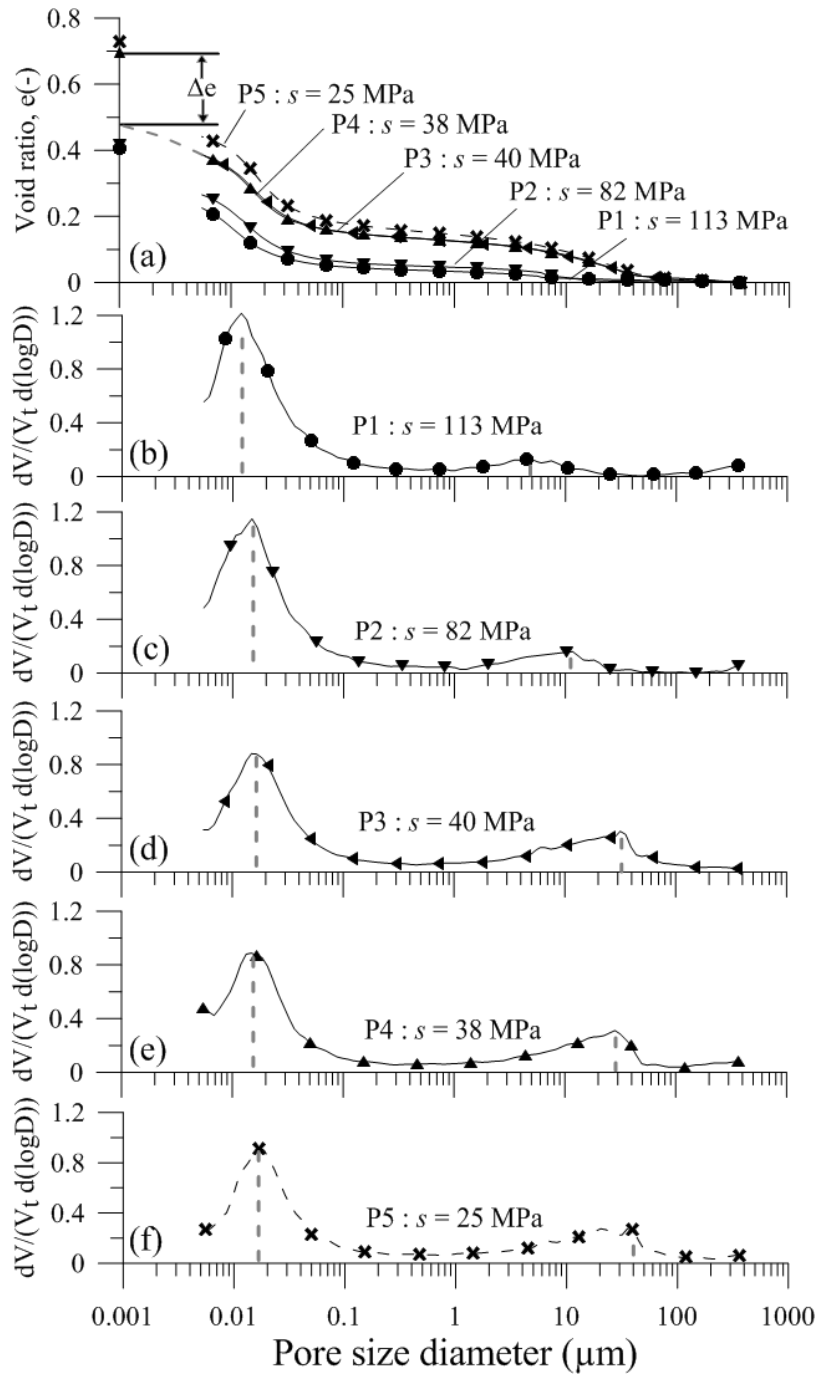 0.8
0.6
0.4
0.2
0
Void ratio, e(-)
Δe
P5 : s = 25 MPa
P4 : s = 38 MPa
P3 : s = 40 MPa
P2 : s = 82 MPa
P1 : s = 113 MPa
(a)
1.2
0.8
0.4
0
dV/(Vt d(logD))
P1 : s = 113 MPa
(b)
1.2
0.8
0.4
0
dV/(Vt d(logD))
P2 : s = 82 MPa
(c)
1.2
0.8
0.4
0
dV/(Vt d(logD))
P3 : s = 40 MPa
(d)
1.2
0.8
0.4
0
dV/(Vt d(logD))
P4 : s = 38 MPa
(e)
1.2
0.8
0.4
0
dV/(Vt d(logD))
P5 : s = 25 MPa
(f)
0.001 0.01 0.1 1 10 100 1000
Pore size diameter (µm)